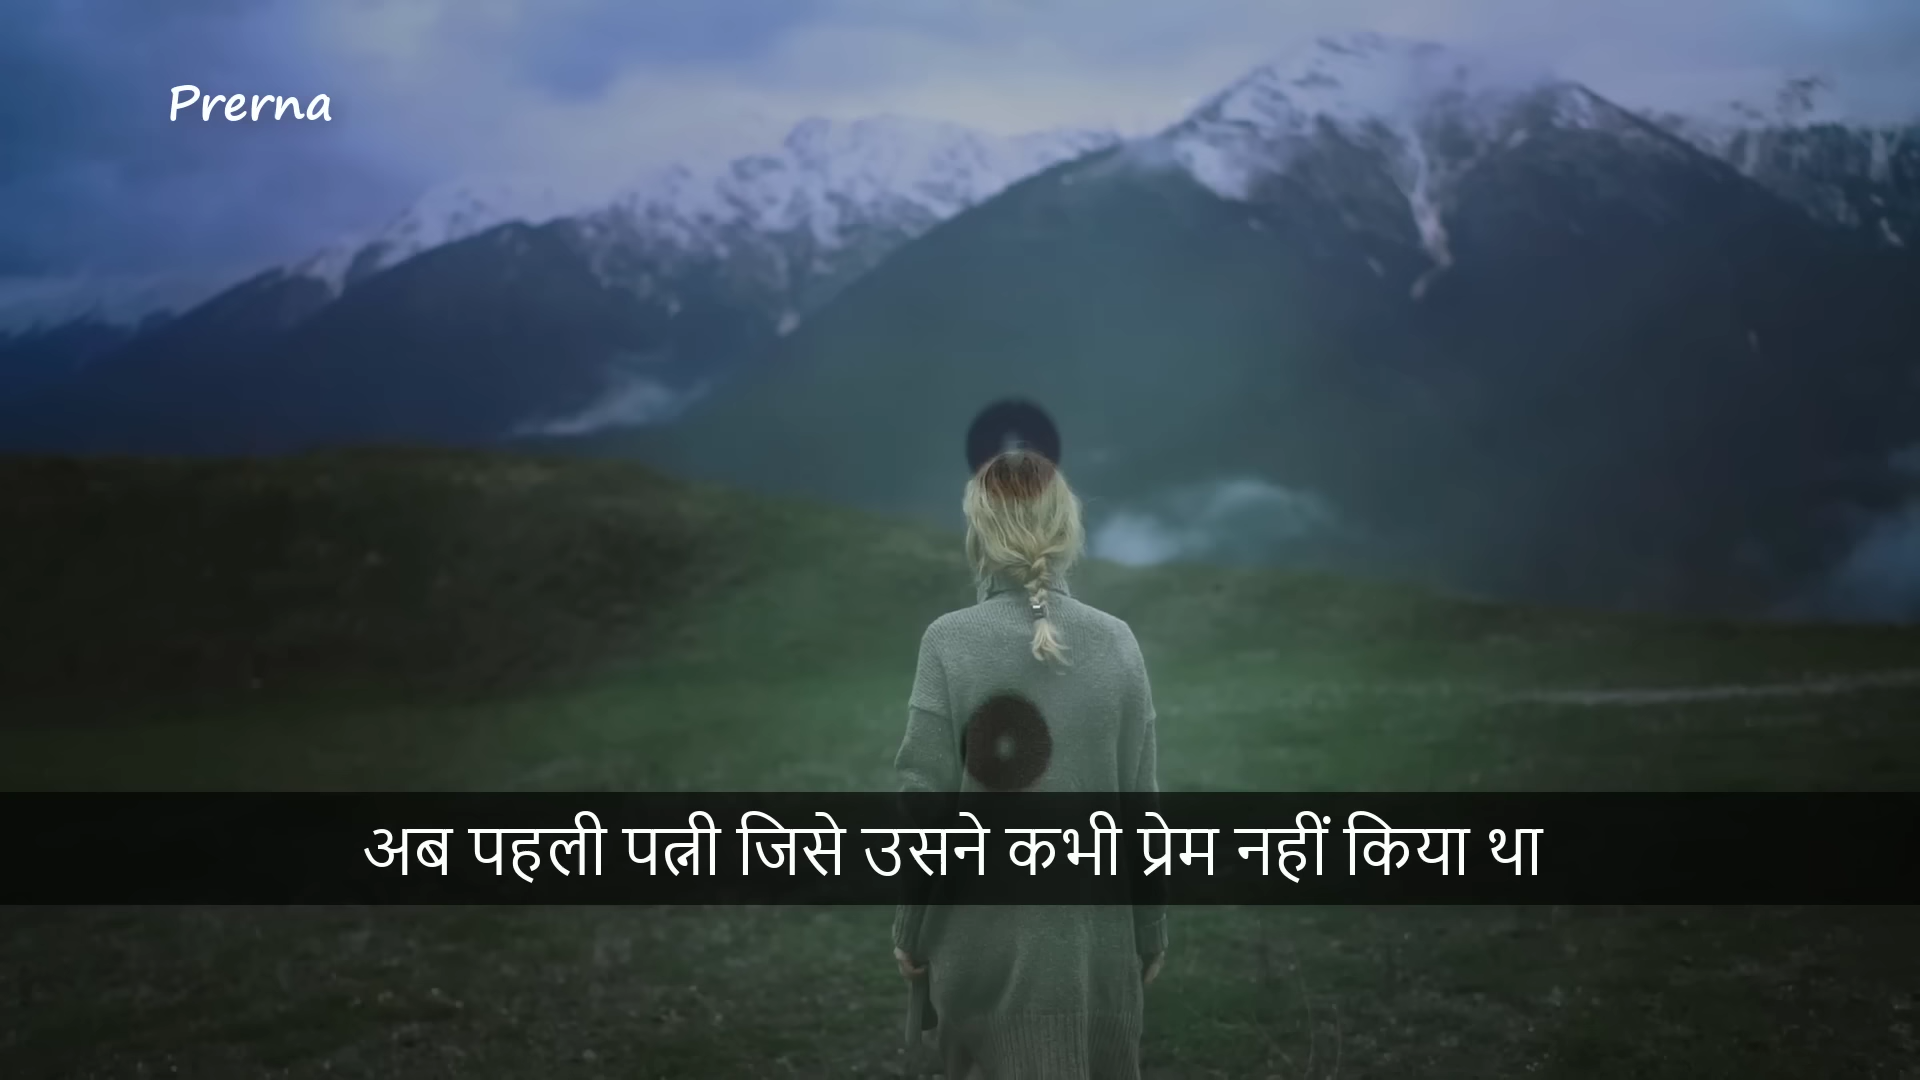 Prerna
अब पहली पत्नी जिसे उसने कभी प्रेम नहीं किया था